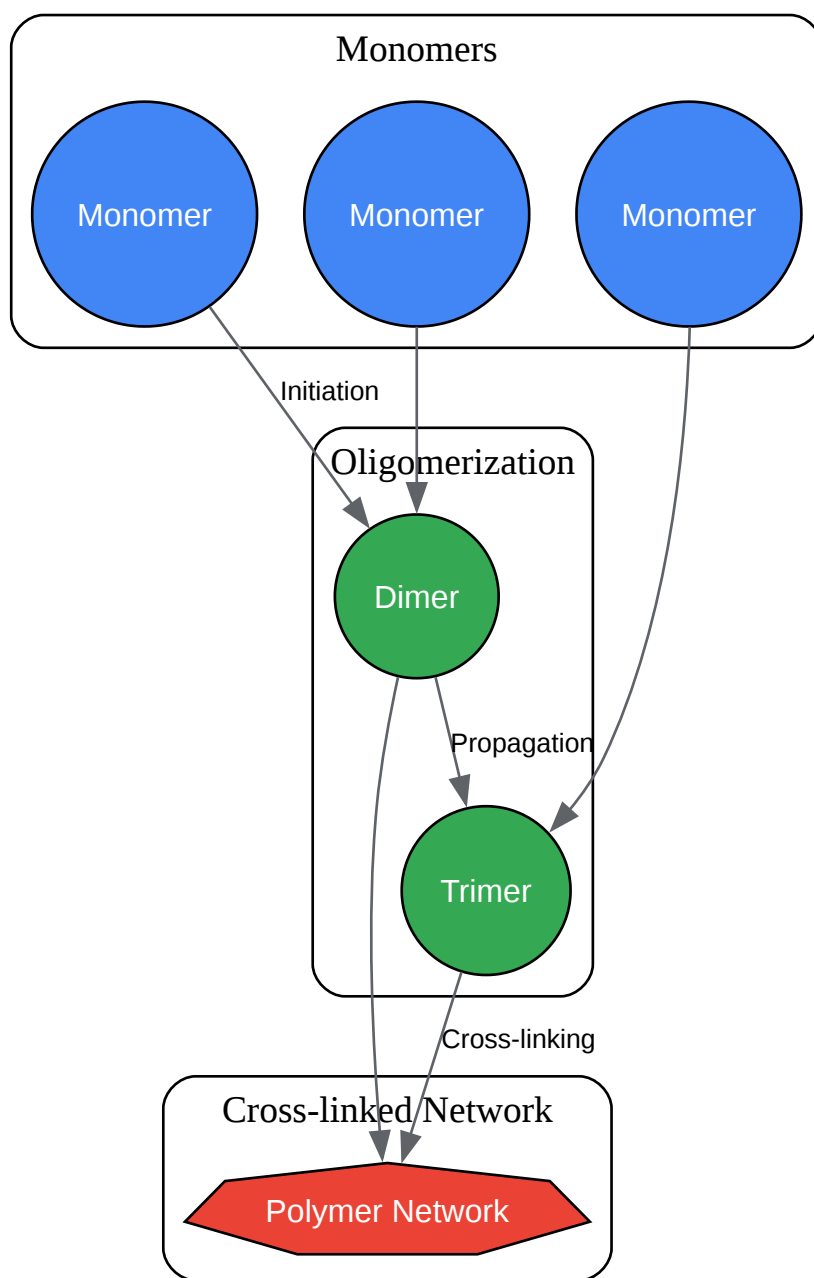 Monomers
Monomer
Monomer
Monomer
Initiation
Oligomerization
Dimer
Propagation
Trimer
Cross-linking
Cross-linked Network
Polymer Network